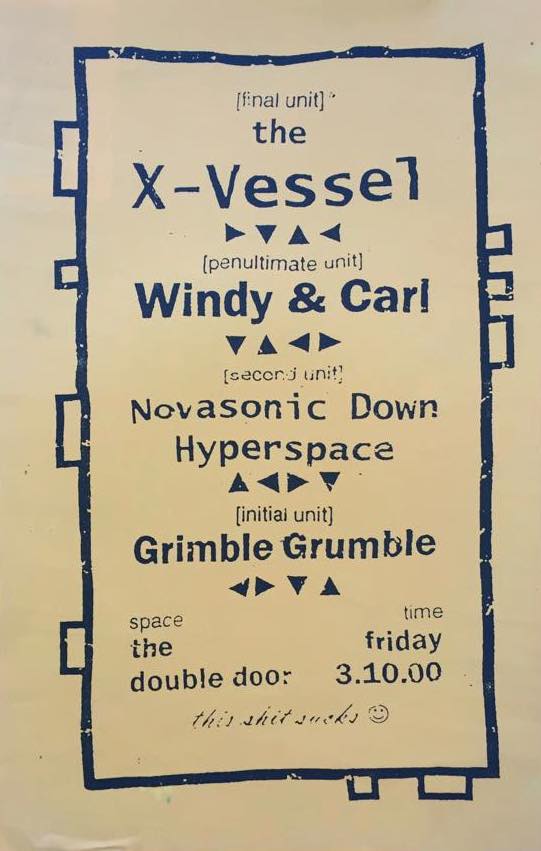 [final unit]
the
X-Vessel
[penultimate unit]
Windy & Carl
[second unit]
Novasonic Down
Hyperspace
[initial unit]
Grimble Grumble
space
time
the
friday
double door
3.10.00
this shit sucks ☺